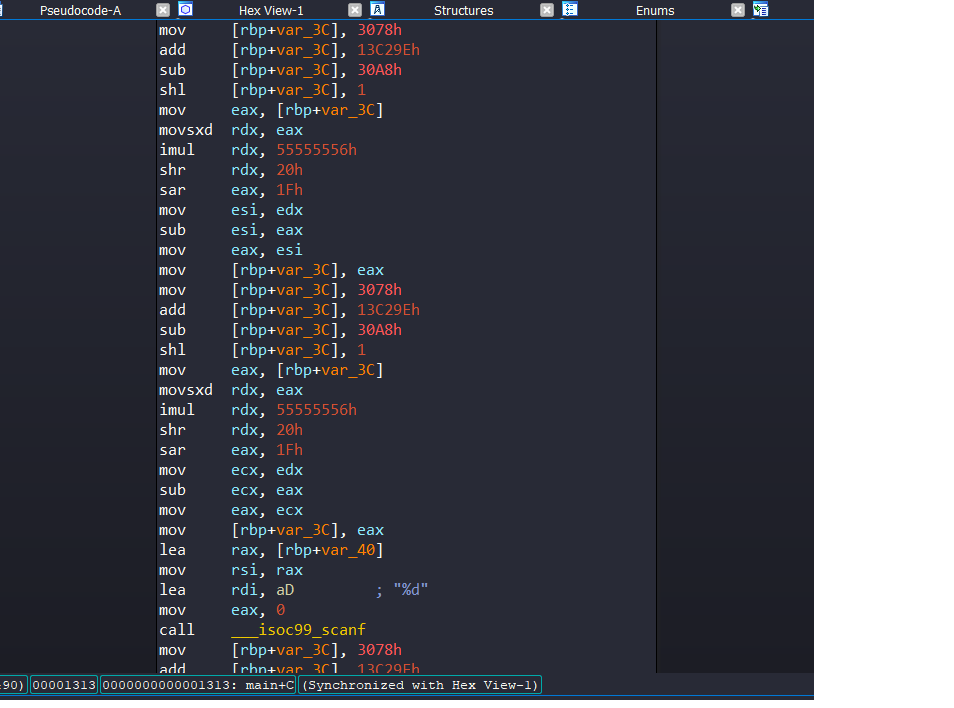 Pseudocode-A Hex View-1 Structures Enums
mov [rbp+var_3C], 3078h
add [rbp+var_3C], 13C29Eh
sub [rbp+var_3C], 30A8h
shl [rbp+var_3C], 1
mov eax, [rbp+var_3C]
movsxd rdx, eax
imul rdx, 55555556h
shr rdx, 20h
sar eax, 1Fh
mov esi, edx
sub esi, eax
mov eax, esi
mov [rbp+var_3C], eax
mov [rbp+var_3C], 3078h
add [rbp+var_3C], 13C29Eh
sub [rbp+var_3C], 30A8h
shl [rbp+var_3C], 1
mov eax, [rbp+var_3C]
movsxd rdx, eax
imul rdx, 55555556h
shr rdx, 20h
sar eax, 1Fh
mov ecx, edx
sub ecx, eax
mov eax, ecx
mov [rbp+var_3C], eax
lea rax, [rbp+var_40]
mov rsi, rax
lea rdi, aD ; "%d"
mov eax, 0
call ___isoc99_scanf
mov [rbp+var_3C], 3078h
add [rbp+var_3C], 13C29Eh
90) 00001313 0000000000001313: main+C (Synchronized with Hex View-1)